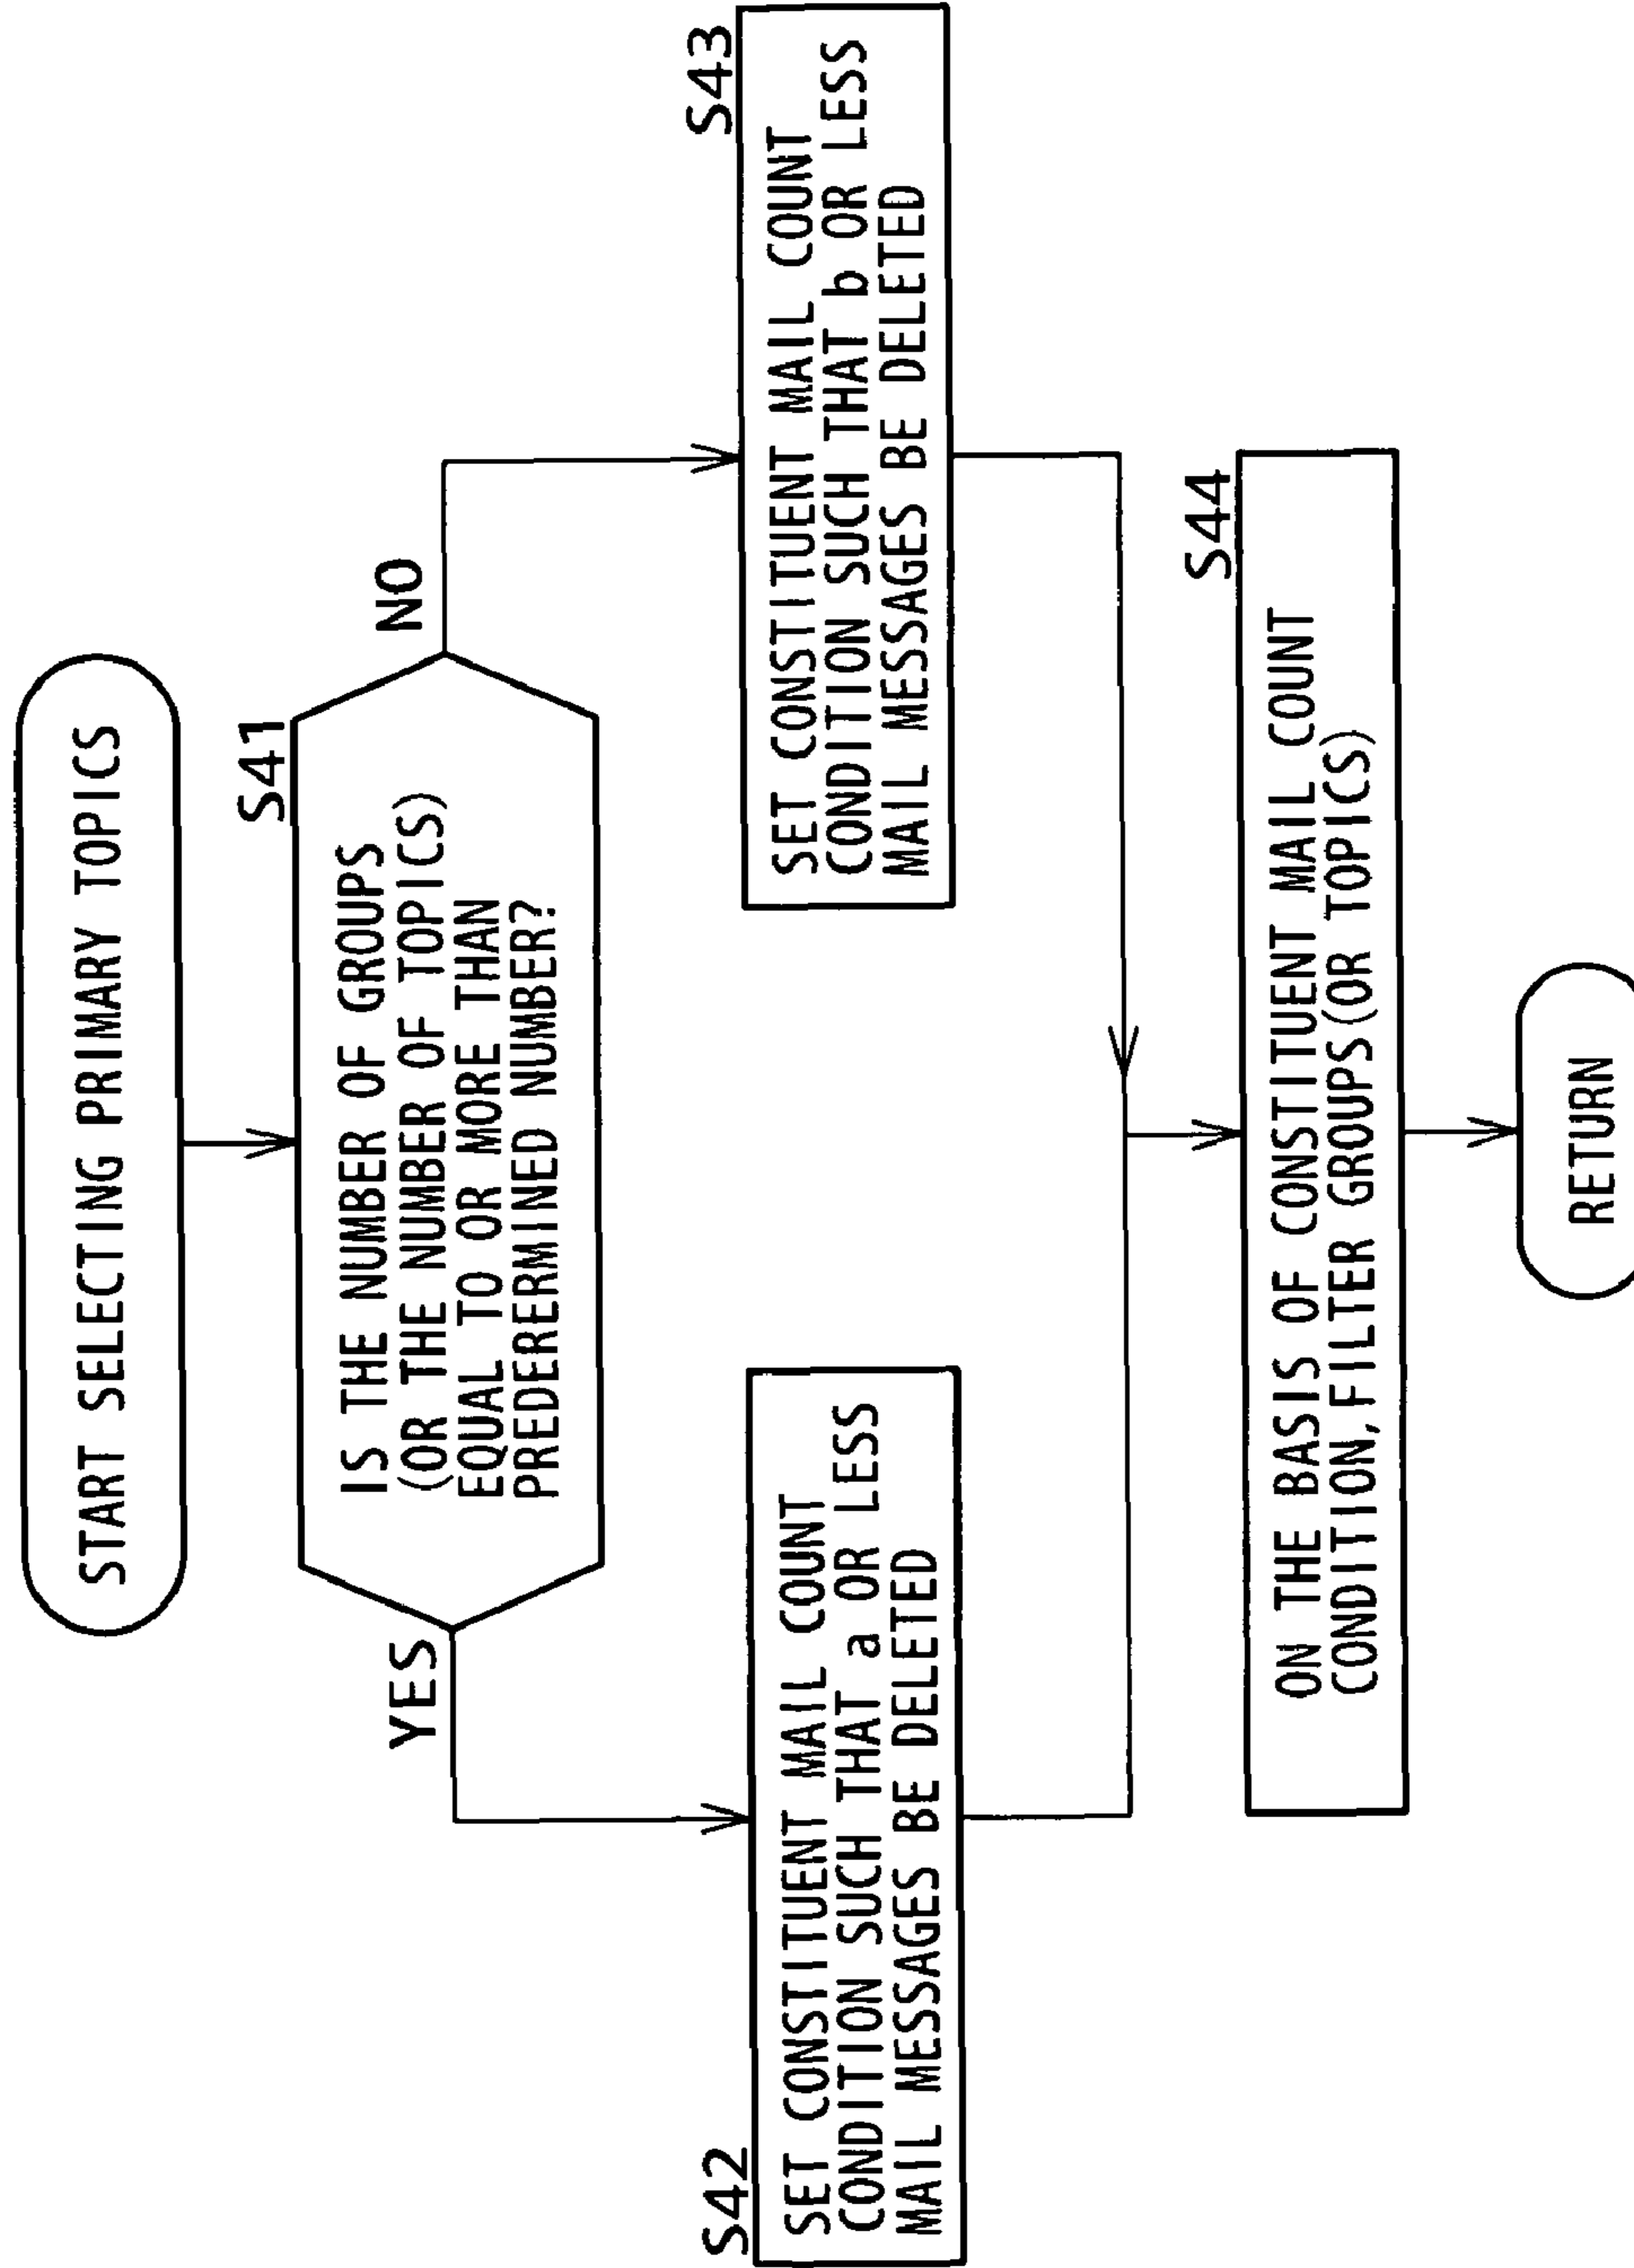 START SELECTING PRIMARY TOPICS
S41
IS THE NUMBER OF GROUPS
(OR THE NUMBER OF TOPICS)
EQUAL TO OR MORE THAN
PREDERERMINED NUMBER?
YES
NO
S42
SET CONSTITUENT MAIL COUNT
CONDITION SUCH THAT a OR LESS
MAIL MESSAGES BE DELETED
S43
SET CONSTITUENT MAIL COUNT
CONDITION SUCH THAT b OR LESS
MAIL MESSAGES BE DELETED
S44
ON THE BASIS OF CONSTITUENT MAIL COUNT
CONDITION,FILTER GROUPS(OR TOPICS)
RETURN